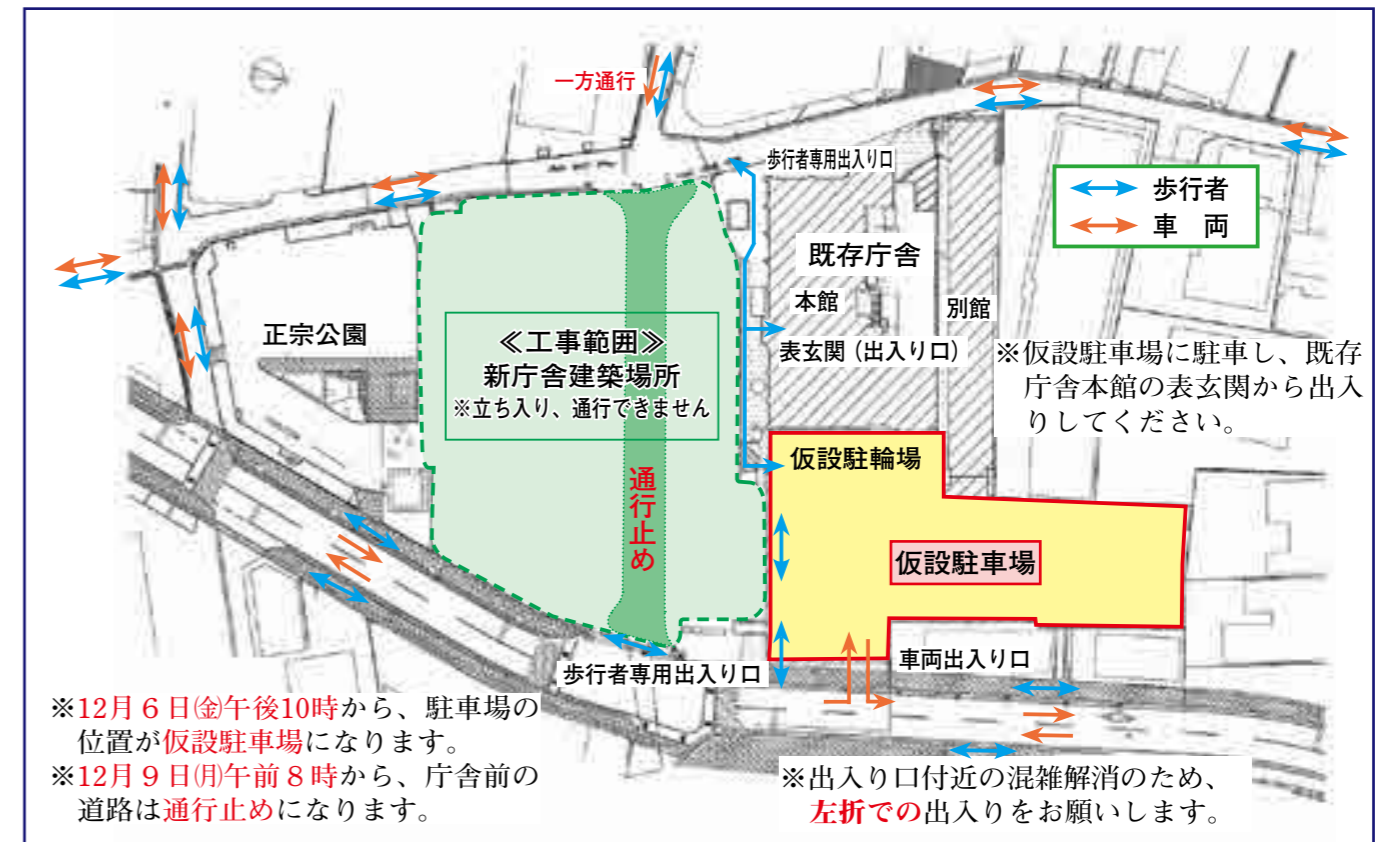 一方通行
歩行者専用出入り口
歩行者
車　両
既存庁舎
本館
別館
表玄関（出入り口）
正宗公園
≪工事範囲≫
新庁舎建築場所
※立ち入り、通行できません
※仮設駐車場に駐車し、既存
庁舎本館の表玄関から出入
りしてください。
仮設駐輪場
通行止め
仮設駐車場
歩行者専用出入り口
車両出入り口
※12月６日㈮午後10時から、駐車場の
位置が仮設駐車場になります。
※12月９日㈪午前８時から、庁舎前の
道路は通行止めになります。
※出入り口付近の混雑解消のため、
左折での出入りをお願いします。